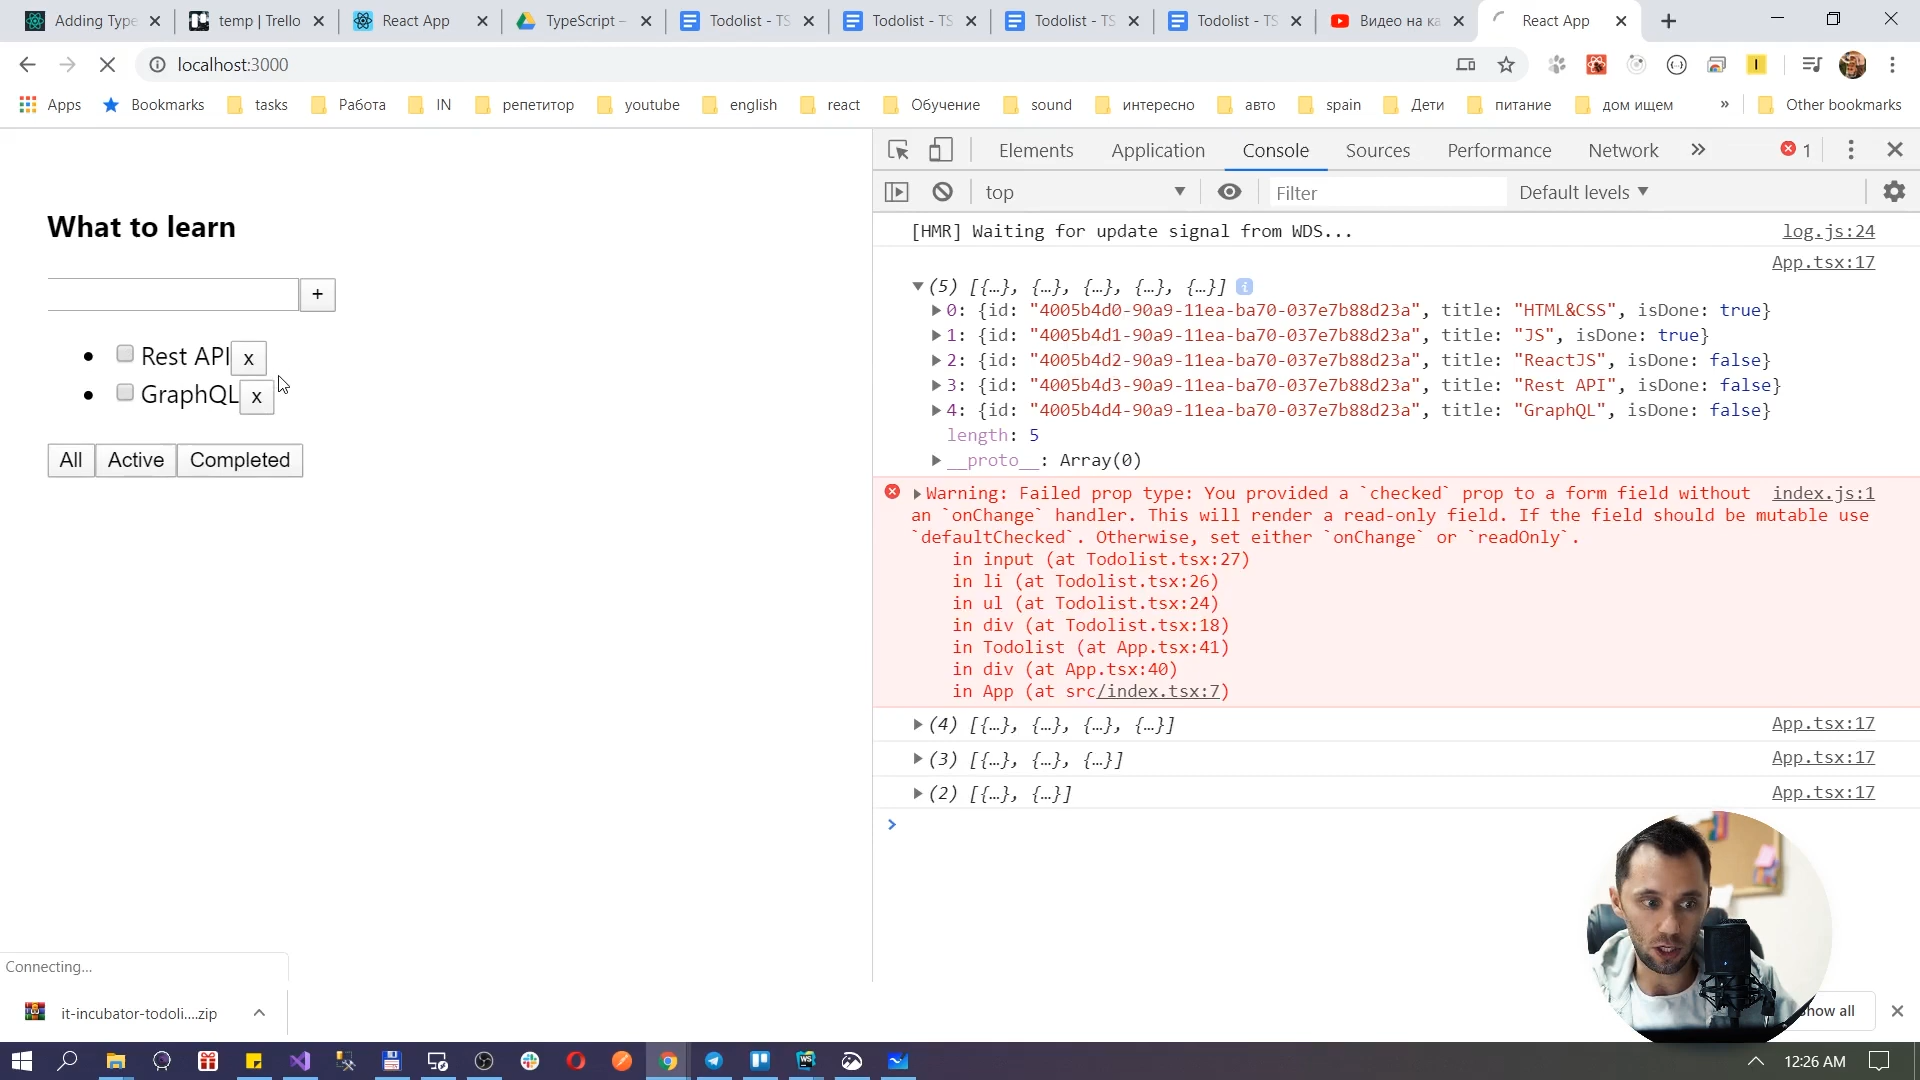 Adding Type
temp | Trello
React App
TypeScript –
Todolist - TS
Todolist - TS
Todolist - TS
Todolist - TS
Видео на ка
React App
localhost:3000
Apps
Bookmarks
tasks
Работа
IN
репетитор
youtube
english
react
Обучение
sound
интересно
авто
spain
Дети
питание
дом ищем
»
Other bookmarks
Elements
Application
Console
Sources
Performance
Network
»
1
top
Filter
Default levels
What to learn
+
Rest API
x
GraphQL
x
All
Active
Completed
[HMR] Waiting for update signal from WDS...
log.js:24
App.tsx:17
(5) [{…}, {…}, {…}, {…}, {…}]
0: {id: "4005b4d0-90a9-11ea-ba70-037e7b88d23a", title: "HTML&CSS", isDone: true}
1: {id: "4005b4d1-90a9-11ea-ba70-037e7b88d23a", title: "JS", isDone: true}
2: {id: "4005b4d2-90a9-11ea-ba70-037e7b88d23a", title: "ReactJS", isDone: false}
3: {id: "4005b4d3-90a9-11ea-ba70-037e7b88d23a", title: "Rest API", isDone: false}
4: {id: "4005b4d4-90a9-11ea-ba70-037e7b88d23a", title: "GraphQL", isDone: false}
length: 5
__proto__: Array(0)
Warning: Failed prop type: You provided a `checked` prop to a form field without
index.js:1
an `onChange` handler. This will render a read-only field. If the field should be mutable use
`defaultChecked`. Otherwise, set either `onChange` or `readOnly`.
in input (at Todolist.tsx:27)
in li (at Todolist.tsx:26)
in ul (at Todolist.tsx:24)
in div (at Todolist.tsx:18)
in Todolist (at App.tsx:41)
in div (at App.tsx:40)
in App (at src/index.tsx:7)
(4) [{…}, {…}, {…}, {…}]
App.tsx:17
(3) [{…}, {…}, {…}]
App.tsx:17
(2) [{…}, {…}]
App.tsx:17
Connecting...
it-incubator-todoli....zip
how all
12:26 AM